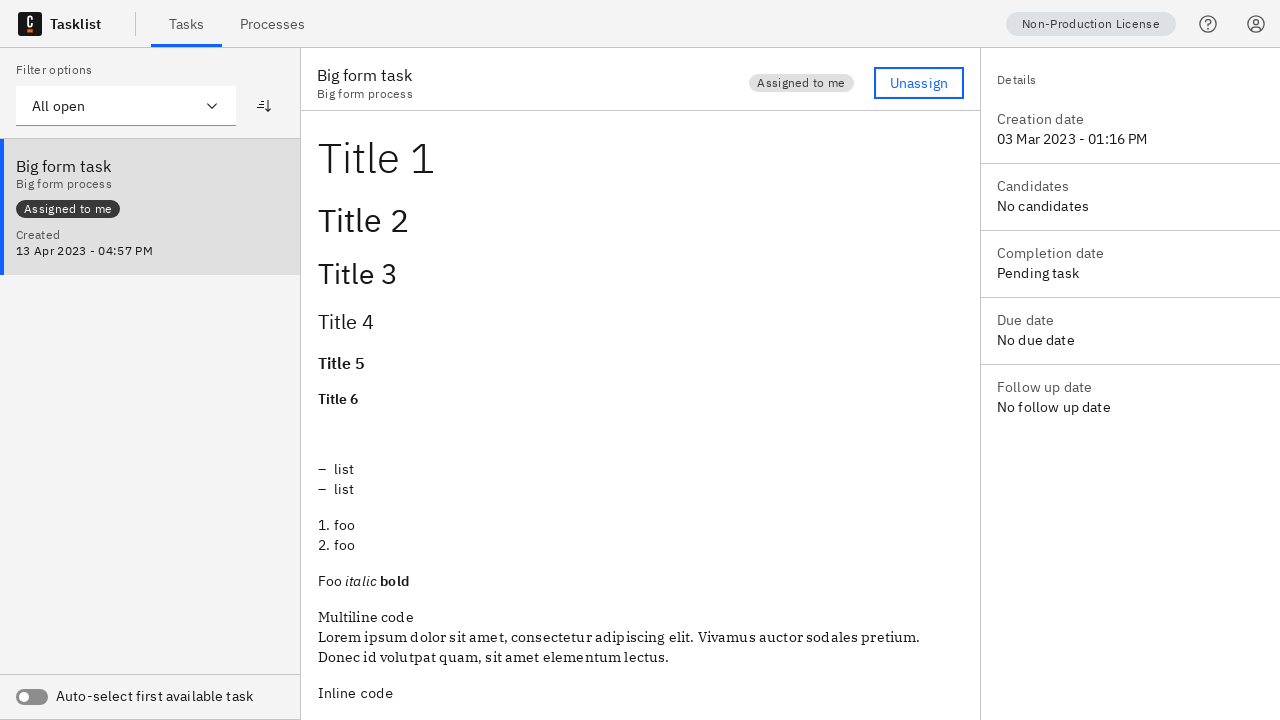 C Tasklist Tasks Processes Non-Production License
Filter options
All open
Big form task
Big form process
Assigned to me
Created
13 Apr 2023 - 04:57 PM
Auto-select first available task
Big form task
Big form process
Assigned to me
Unassign
Title 1
Title 2
Title 3
Title 4
Title 5
Title 6
– list
– list
1. foo
2. foo
Foo italic bold
Multiline code
Lorem ipsum dolor sit amet, consectetur adipiscing elit. Vivamus auctor sodales pretium.
Donec id volutpat quam, sit amet elementum lectus.
Inline code
Details
Creation date
03 Mar 2023 - 01:16 PM
Candidates
No candidates
Completion date
Pending task
Due date
No due date
Follow up date
No follow up date